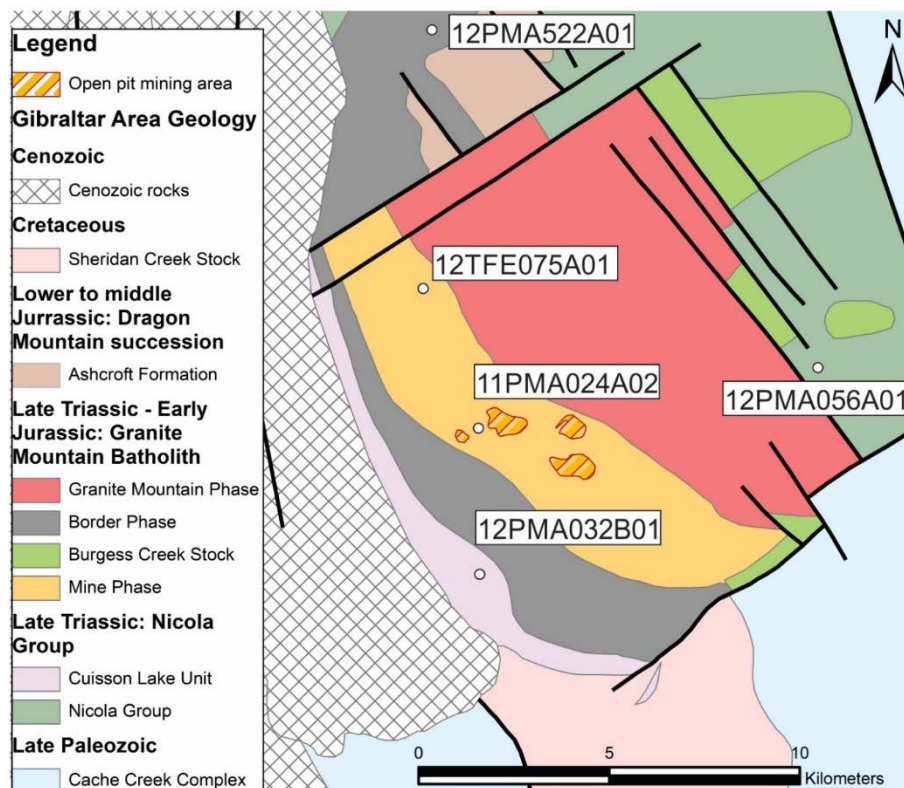 Legend
Open pit mining area
Gibraltar Area Geology
Cenozoic
Cenozoic rocks
Cretaceous
Sheridan Creek Stock
Lower to middle
Jurrassic: Dragon
Mountain succession
Ashcroft Formation
Late Triassic - Early
Jurassic: Granite
Mountain Batholith
Granite Mountain Phase
Border Phase
Burgess Creek Stock
Mine Phase
Late Triassic: Nicola
Group
Cuisson Lake Unit
Nicola Group
Late Paleozoic
Cache Creek Complex
12PMA522A01
N
12TFE075A01
11PMA024A02
12PMA056A01
12PMA032B01
0 5 10
Kilometers